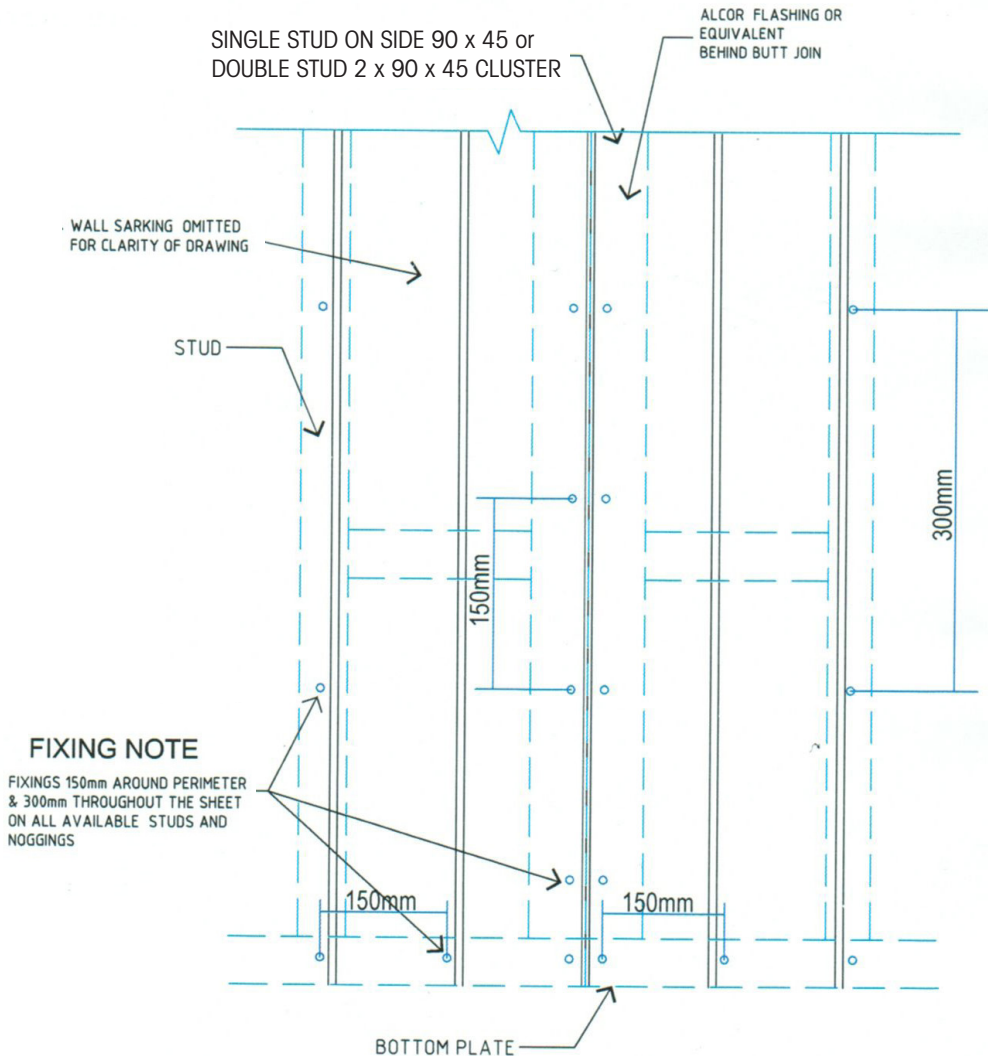 ALCOR FLASHING OR
EQUIVALENT
BEHIND BUTT JOIN
SINGLE STUD ON SIDE 90 x 45 or
DOUBLE STUD 2 x 90 x 45 CLUSTER
WALL SARKING OMITTED
FOR CLARITY OF DRAWING
STUD
300mm
150mm
FIXING NOTE
FIXINGS 150mm AROUND PERIMETER
& 300mm THROUGHOUT THE SHEET
ON ALL AVAILABLE STUDS AND
NOGGINGS
150mm
150mm
BOTTOM PLATE